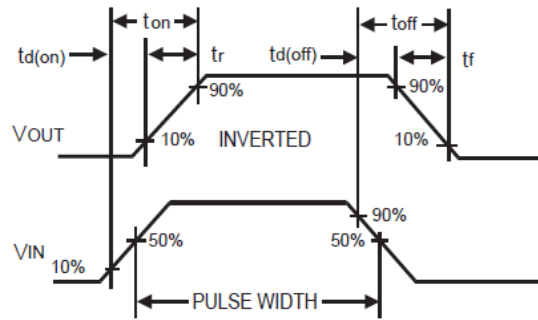 ton
toff
td(on)
tr
td(off)
tf
90%
90%
VOUT
10%
INVERTED
10%
90%
50%
50%
VIN
10%
PULSE WIDTH